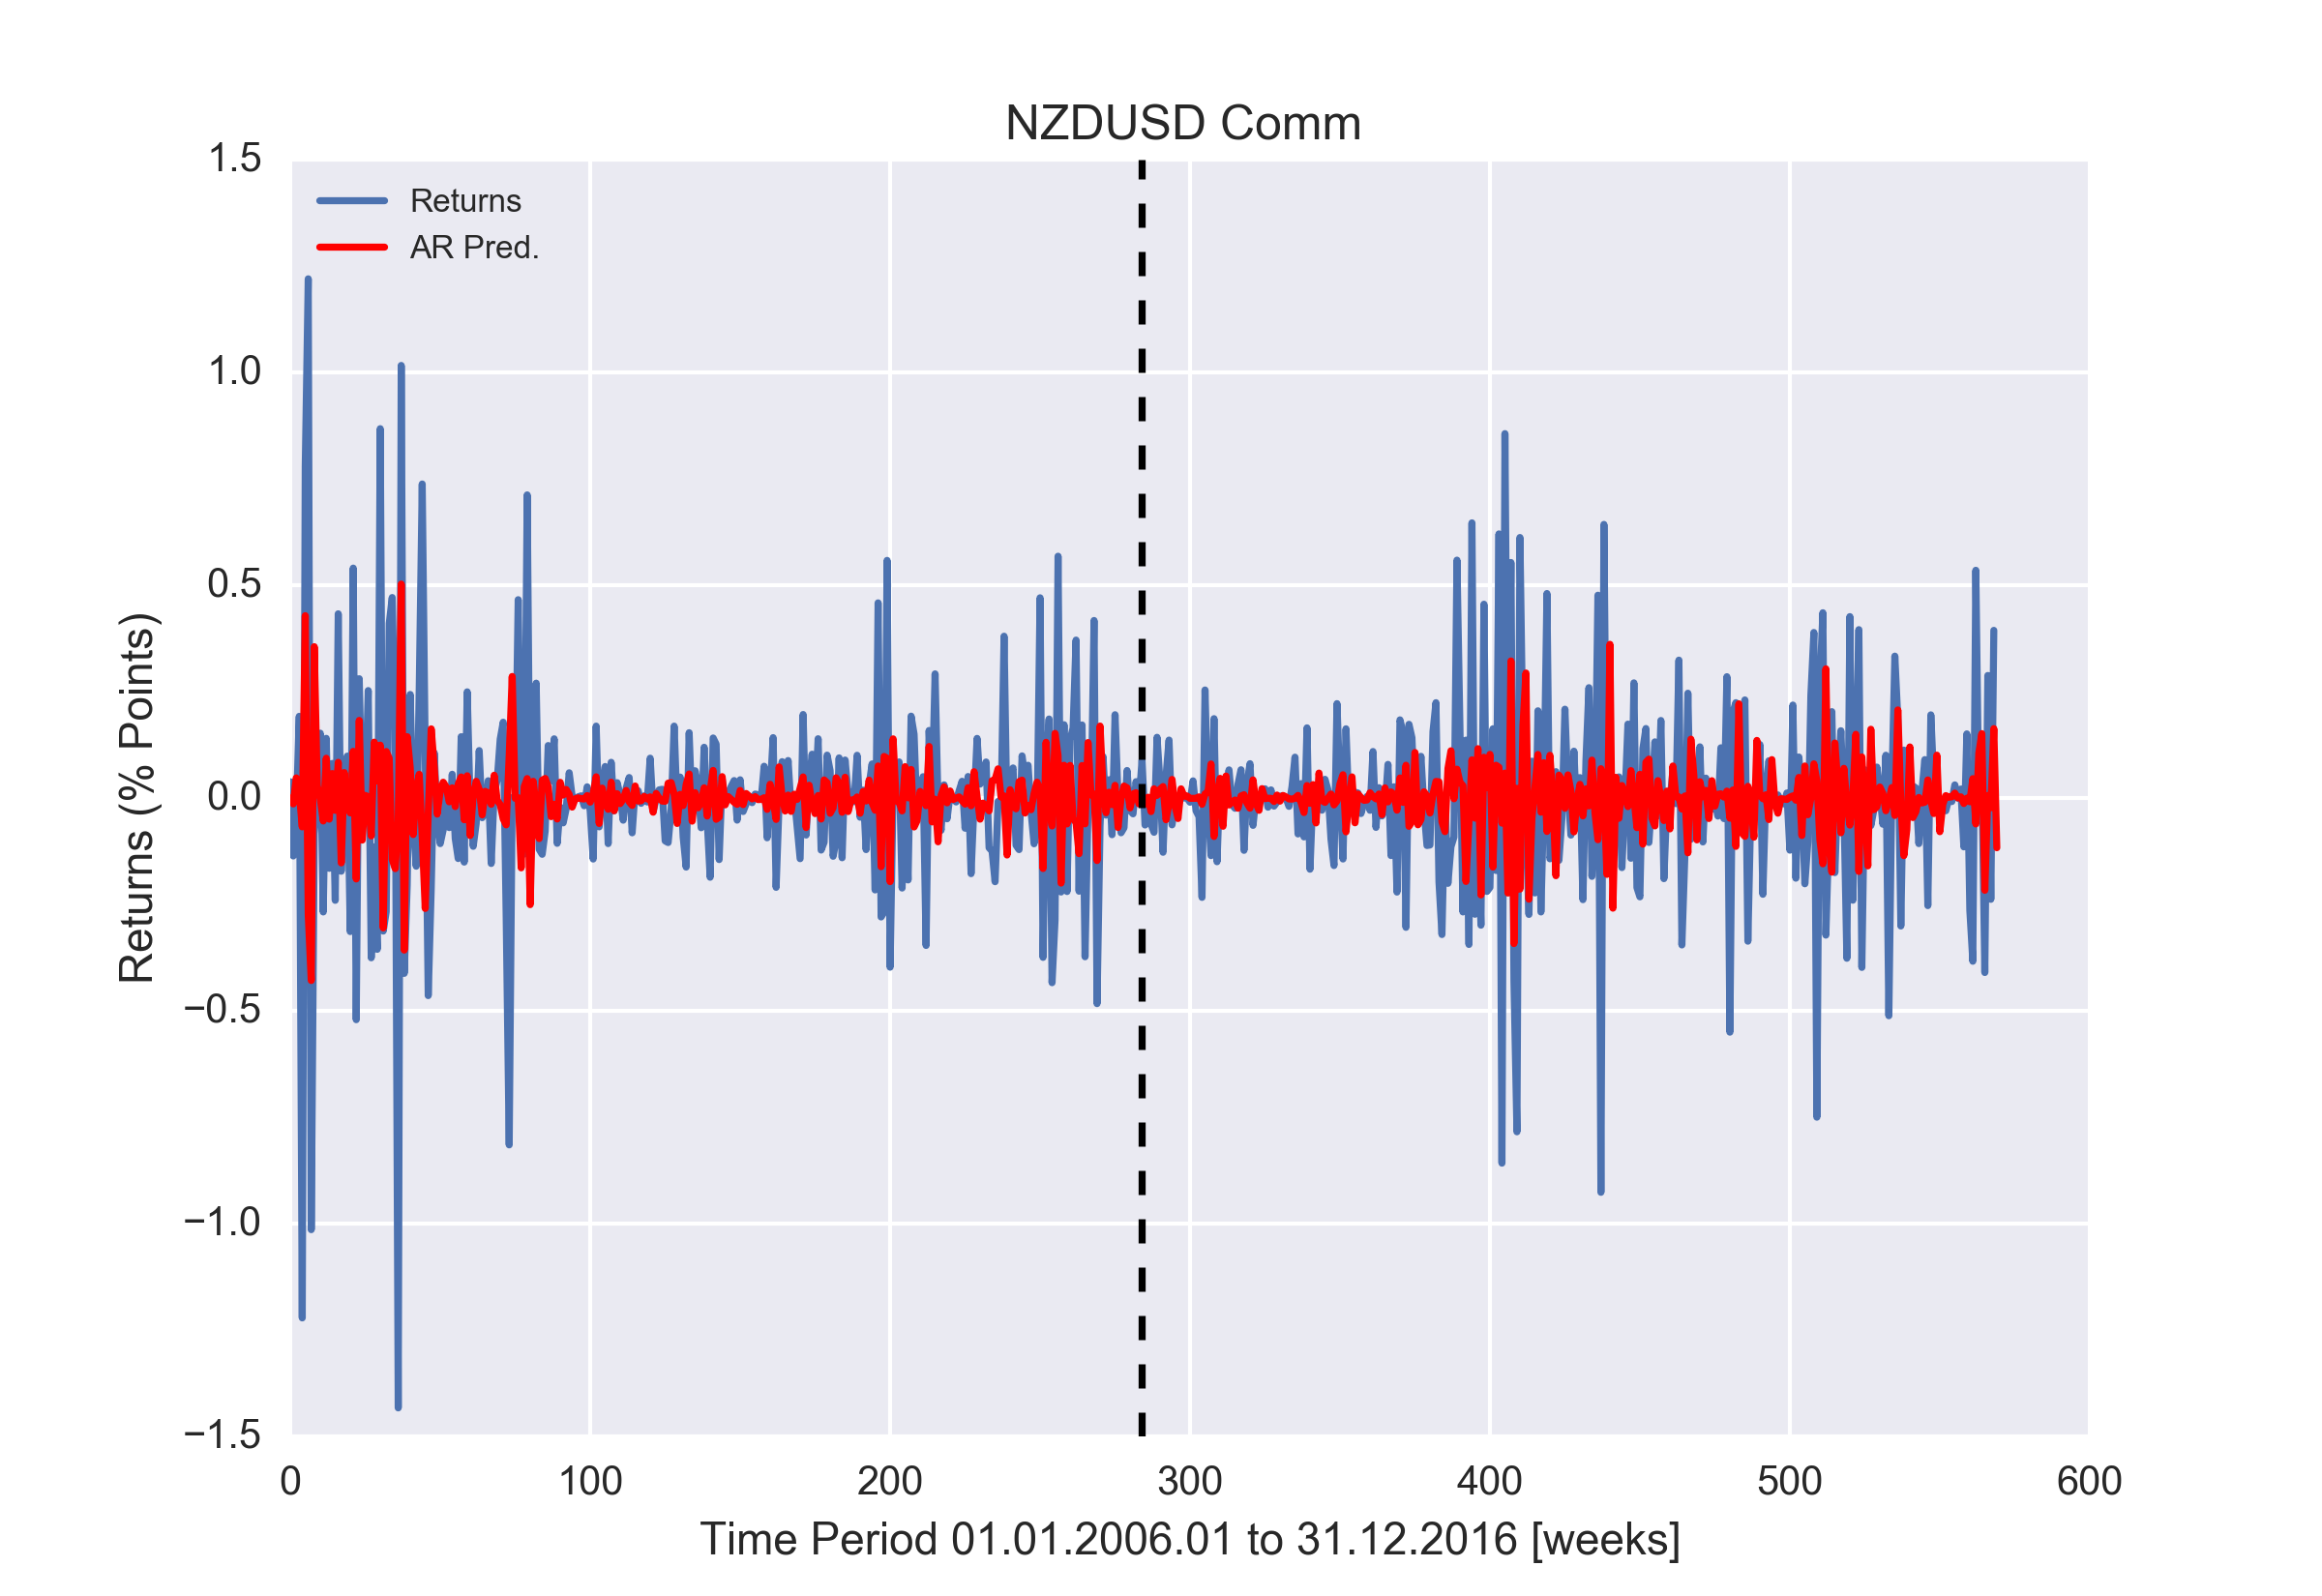 NZDUSD Comm
1.5
1.0
0.5
0.0
−0.5
−1.0
−1.5
Returns (% Points)
Returns
AR Pred.
0 100 200 300 400 500 600
Time Period 01.01.2006.01 to 31.12.2016 [weeks]